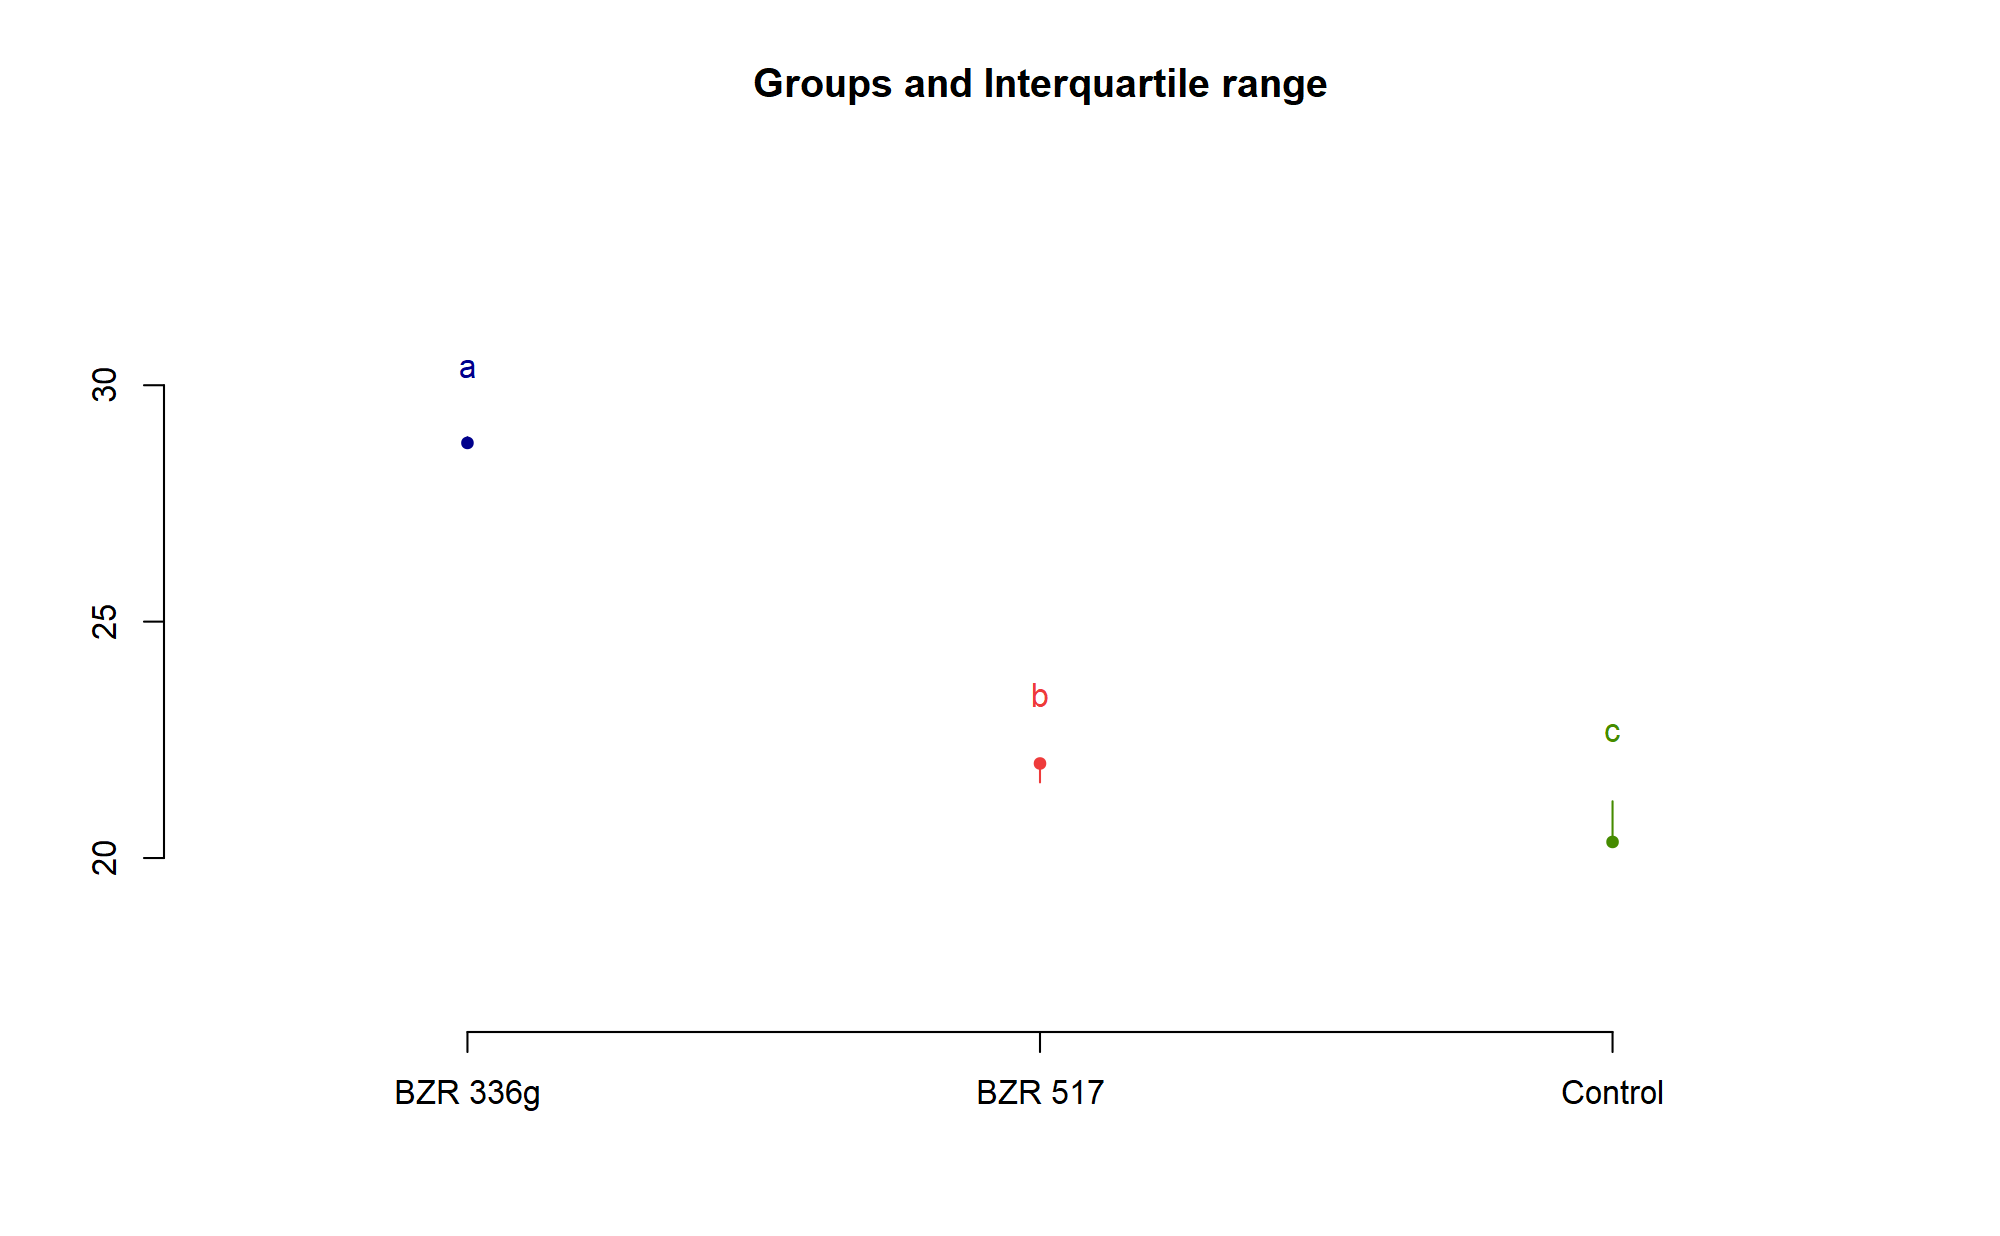 Groups and Interquartile range
30
25
20
a
b
c
BZR 336g
BZR 517
Control